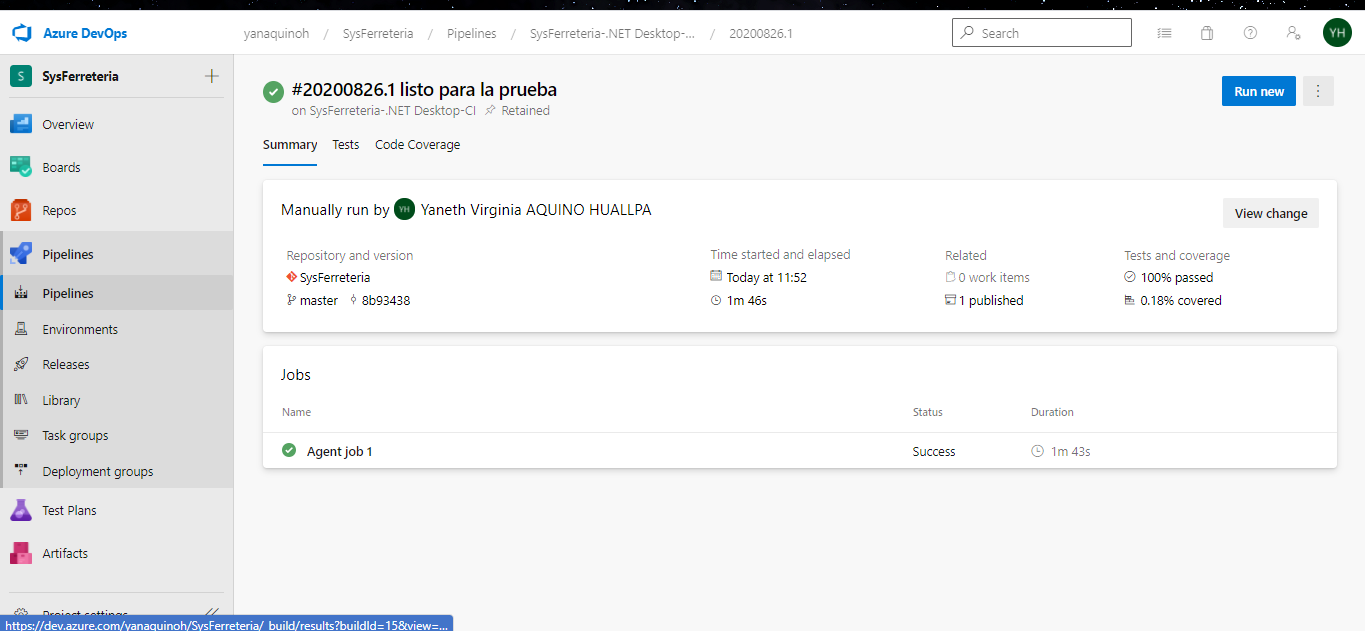 Azure DevOps
yanaquinoh / SysFerreteria / Pipelines / SysFerreteria-.NET Desktop-... / 20200826.1
Search
YH
S SysFerreteria
Overview
Boards
Repos
Pipelines
Pipelines
Environments
Releases
Library
Task groups
Deployment groups
Test Plans
Artifacts
Project settings
https://dev.azure.com/yanaquinoh/SysFerreteria/_build/results?buildId=15&view=...
#20200826.1 listo para la prueba
on SysFerreteria-.NET Desktop-CI Retained
Run new
Summary Tests Code Coverage
Manually run by YH Yaneth Virginia AQUINO HUALLPA
View change
Repository and version
SysFerreteria
master 8b93438
Time started and elapsed
Today at 11:52
1m 46s
Related
0 work items
1 published
Tests and coverage
100% passed
0.18% covered
Jobs
Name Status Duration
Agent job 1 Success 1m 43s